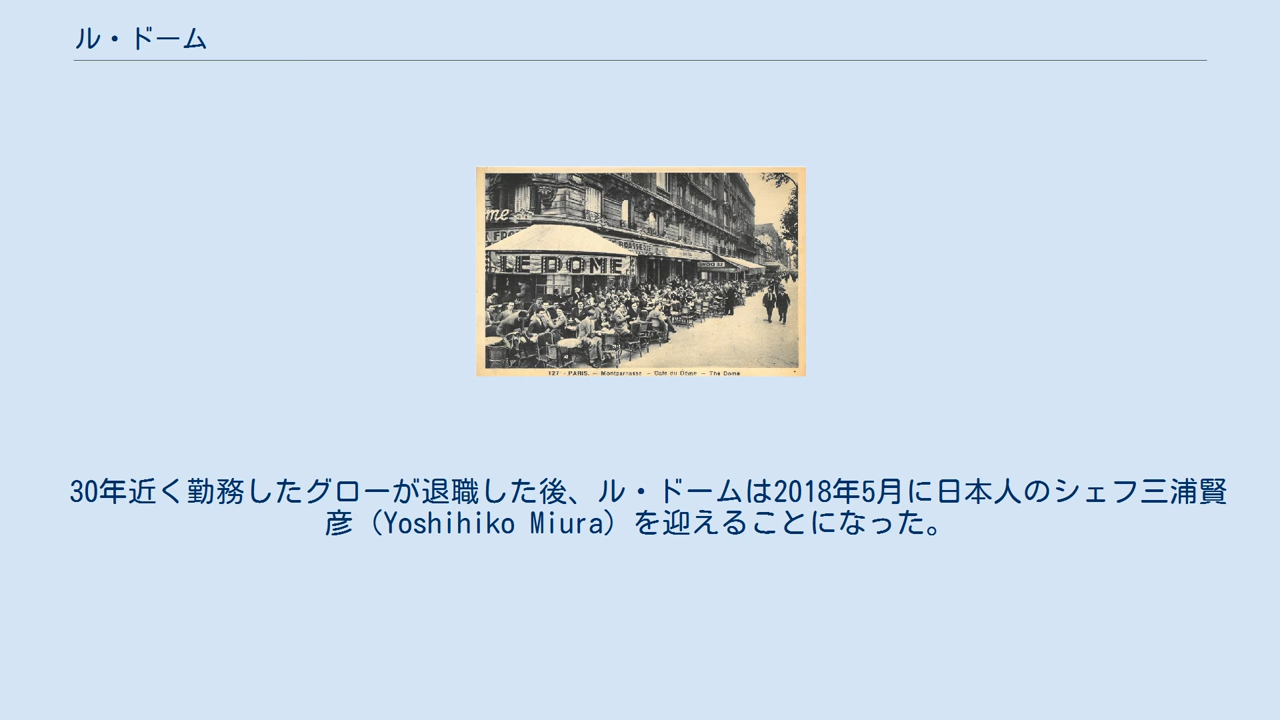 ル・ドーム
me
LE DOME
BRASSERIE
127 - PARIS. — Montparnasse — Café du Dôme — The Dome
30年近く勤務したグローが退職した後、ル・ドームは2018年5月に日本人のシェフ三浦賢
彦（Yoshihiko Miura）を迎えることになった。